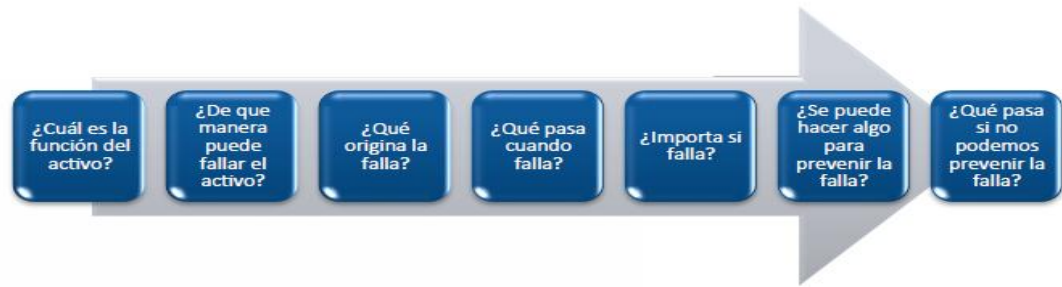 ¿Cuál es la
función del
activo?
¿De que
manera
puede
fallar el
activo?
¿Qué
origina la
falla?
¿Qué pasa
cuando
falla?
¿Importa si
falla?
¿Se puede
hacer algo
para
prevenir la
falla?
¿Qué pasa
si no
podemos
prevenir la
falla?